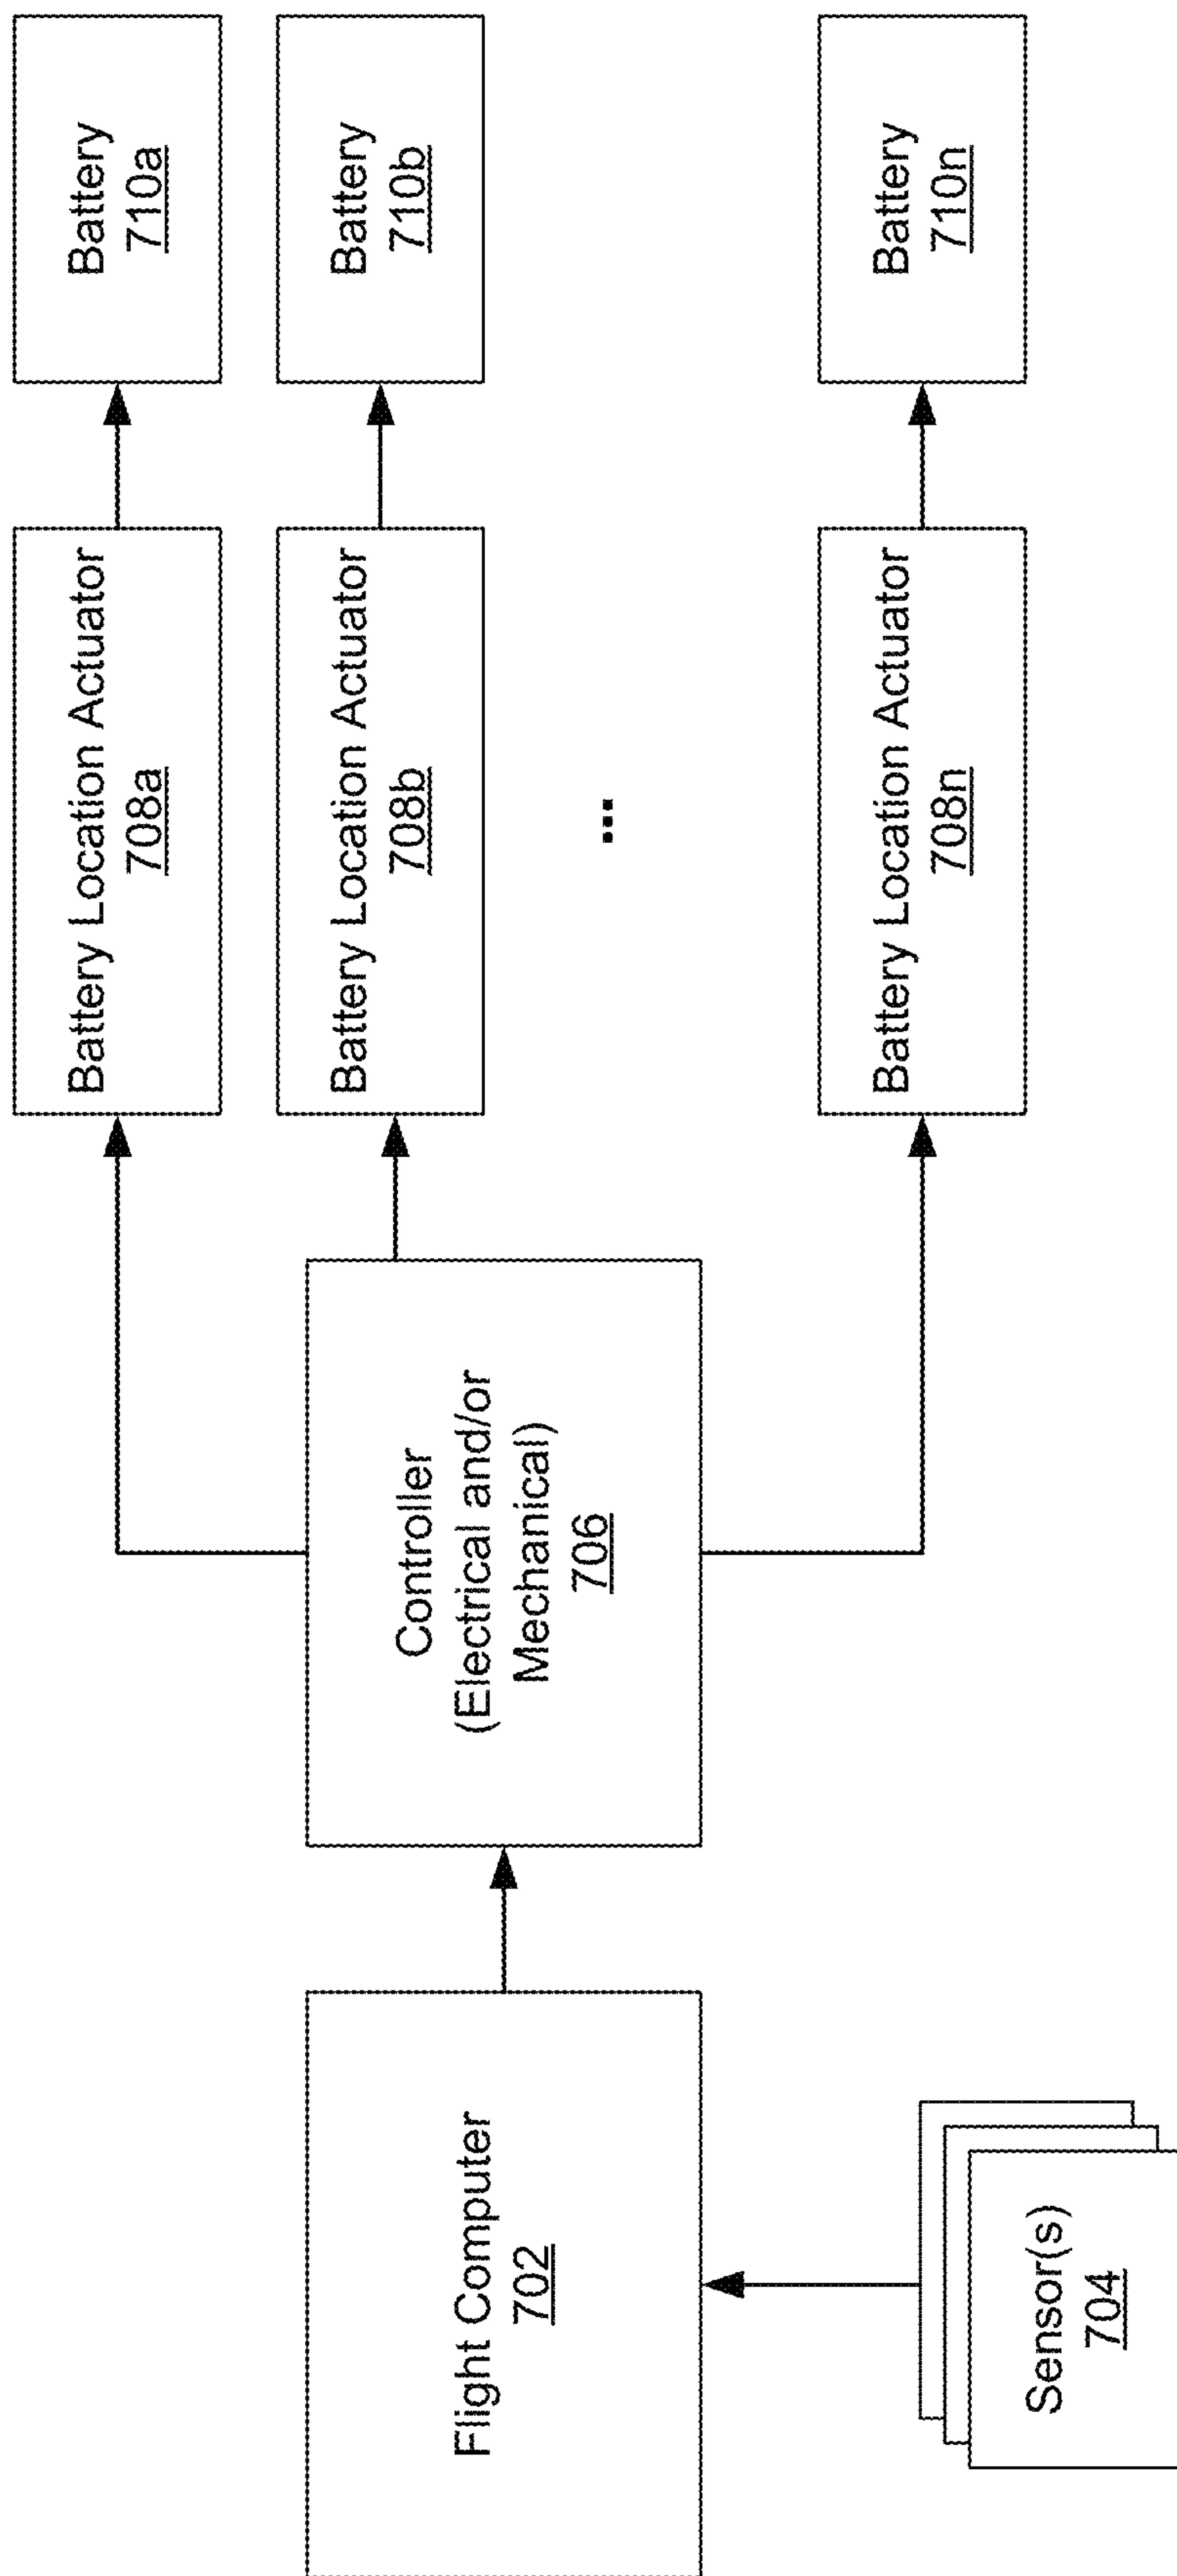 Flight Computer
702
Sensor(s)
704
Controller
(Electrical and/or
Mechanical)
706
Battery Location Actuator
708a
Battery
710a
Battery Location Actuator
708b
Battery
710b
...
Battery Location Actuator
708n
Battery
710n